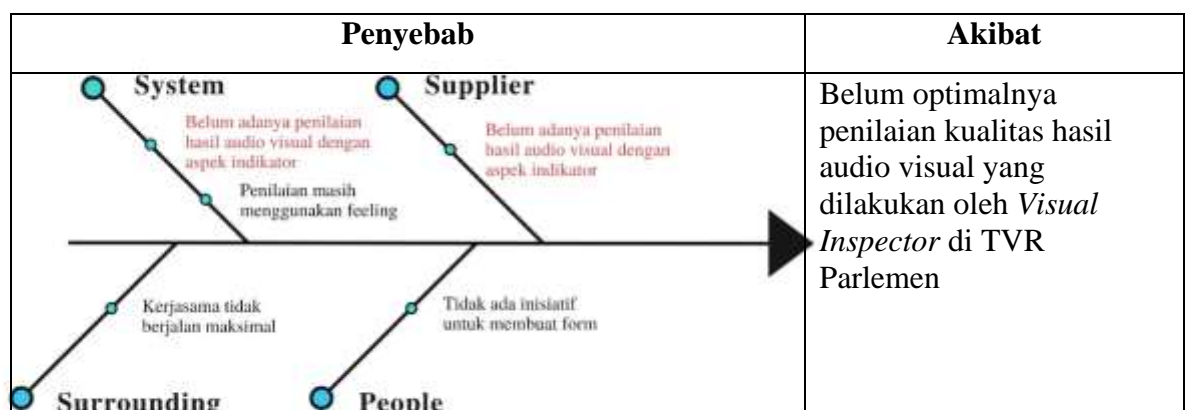 Penyebab
Akibat
System
Belum adanya penilaian
hasil audio visual dengan
aspek indikator
Penilaian masih
menggunakan feeling
Supplier
Belum adanya penilaian
hasil audio visual dengan
aspek indikator
Kerjasama tidak
berjalan maksimal
Surrounding
Tidak ada inisiatif
untuk membuat form
People
Belum optimalnya
penilaian kualitas hasil
audio visual yang
dilakukan oleh Visual
Inspector di TVR
Parlemen